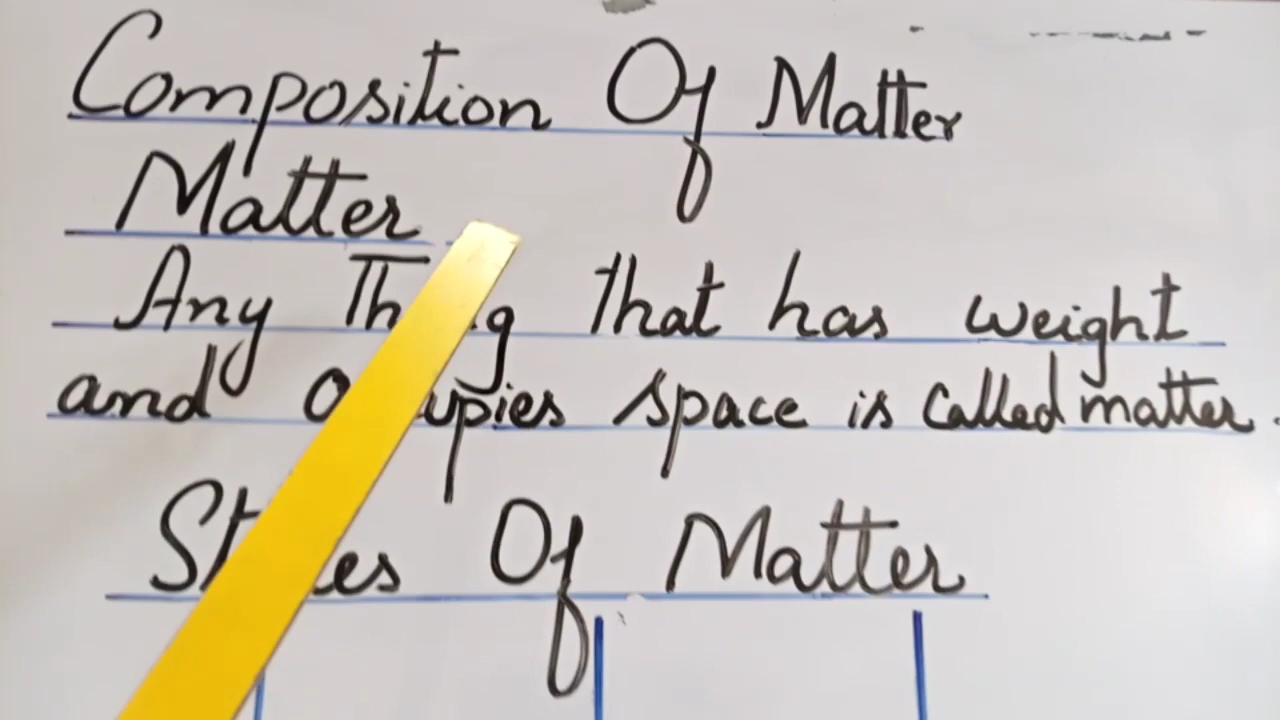 Composition Of Matter
Matter
Any that has weight
and space is called matter.
Of Matter